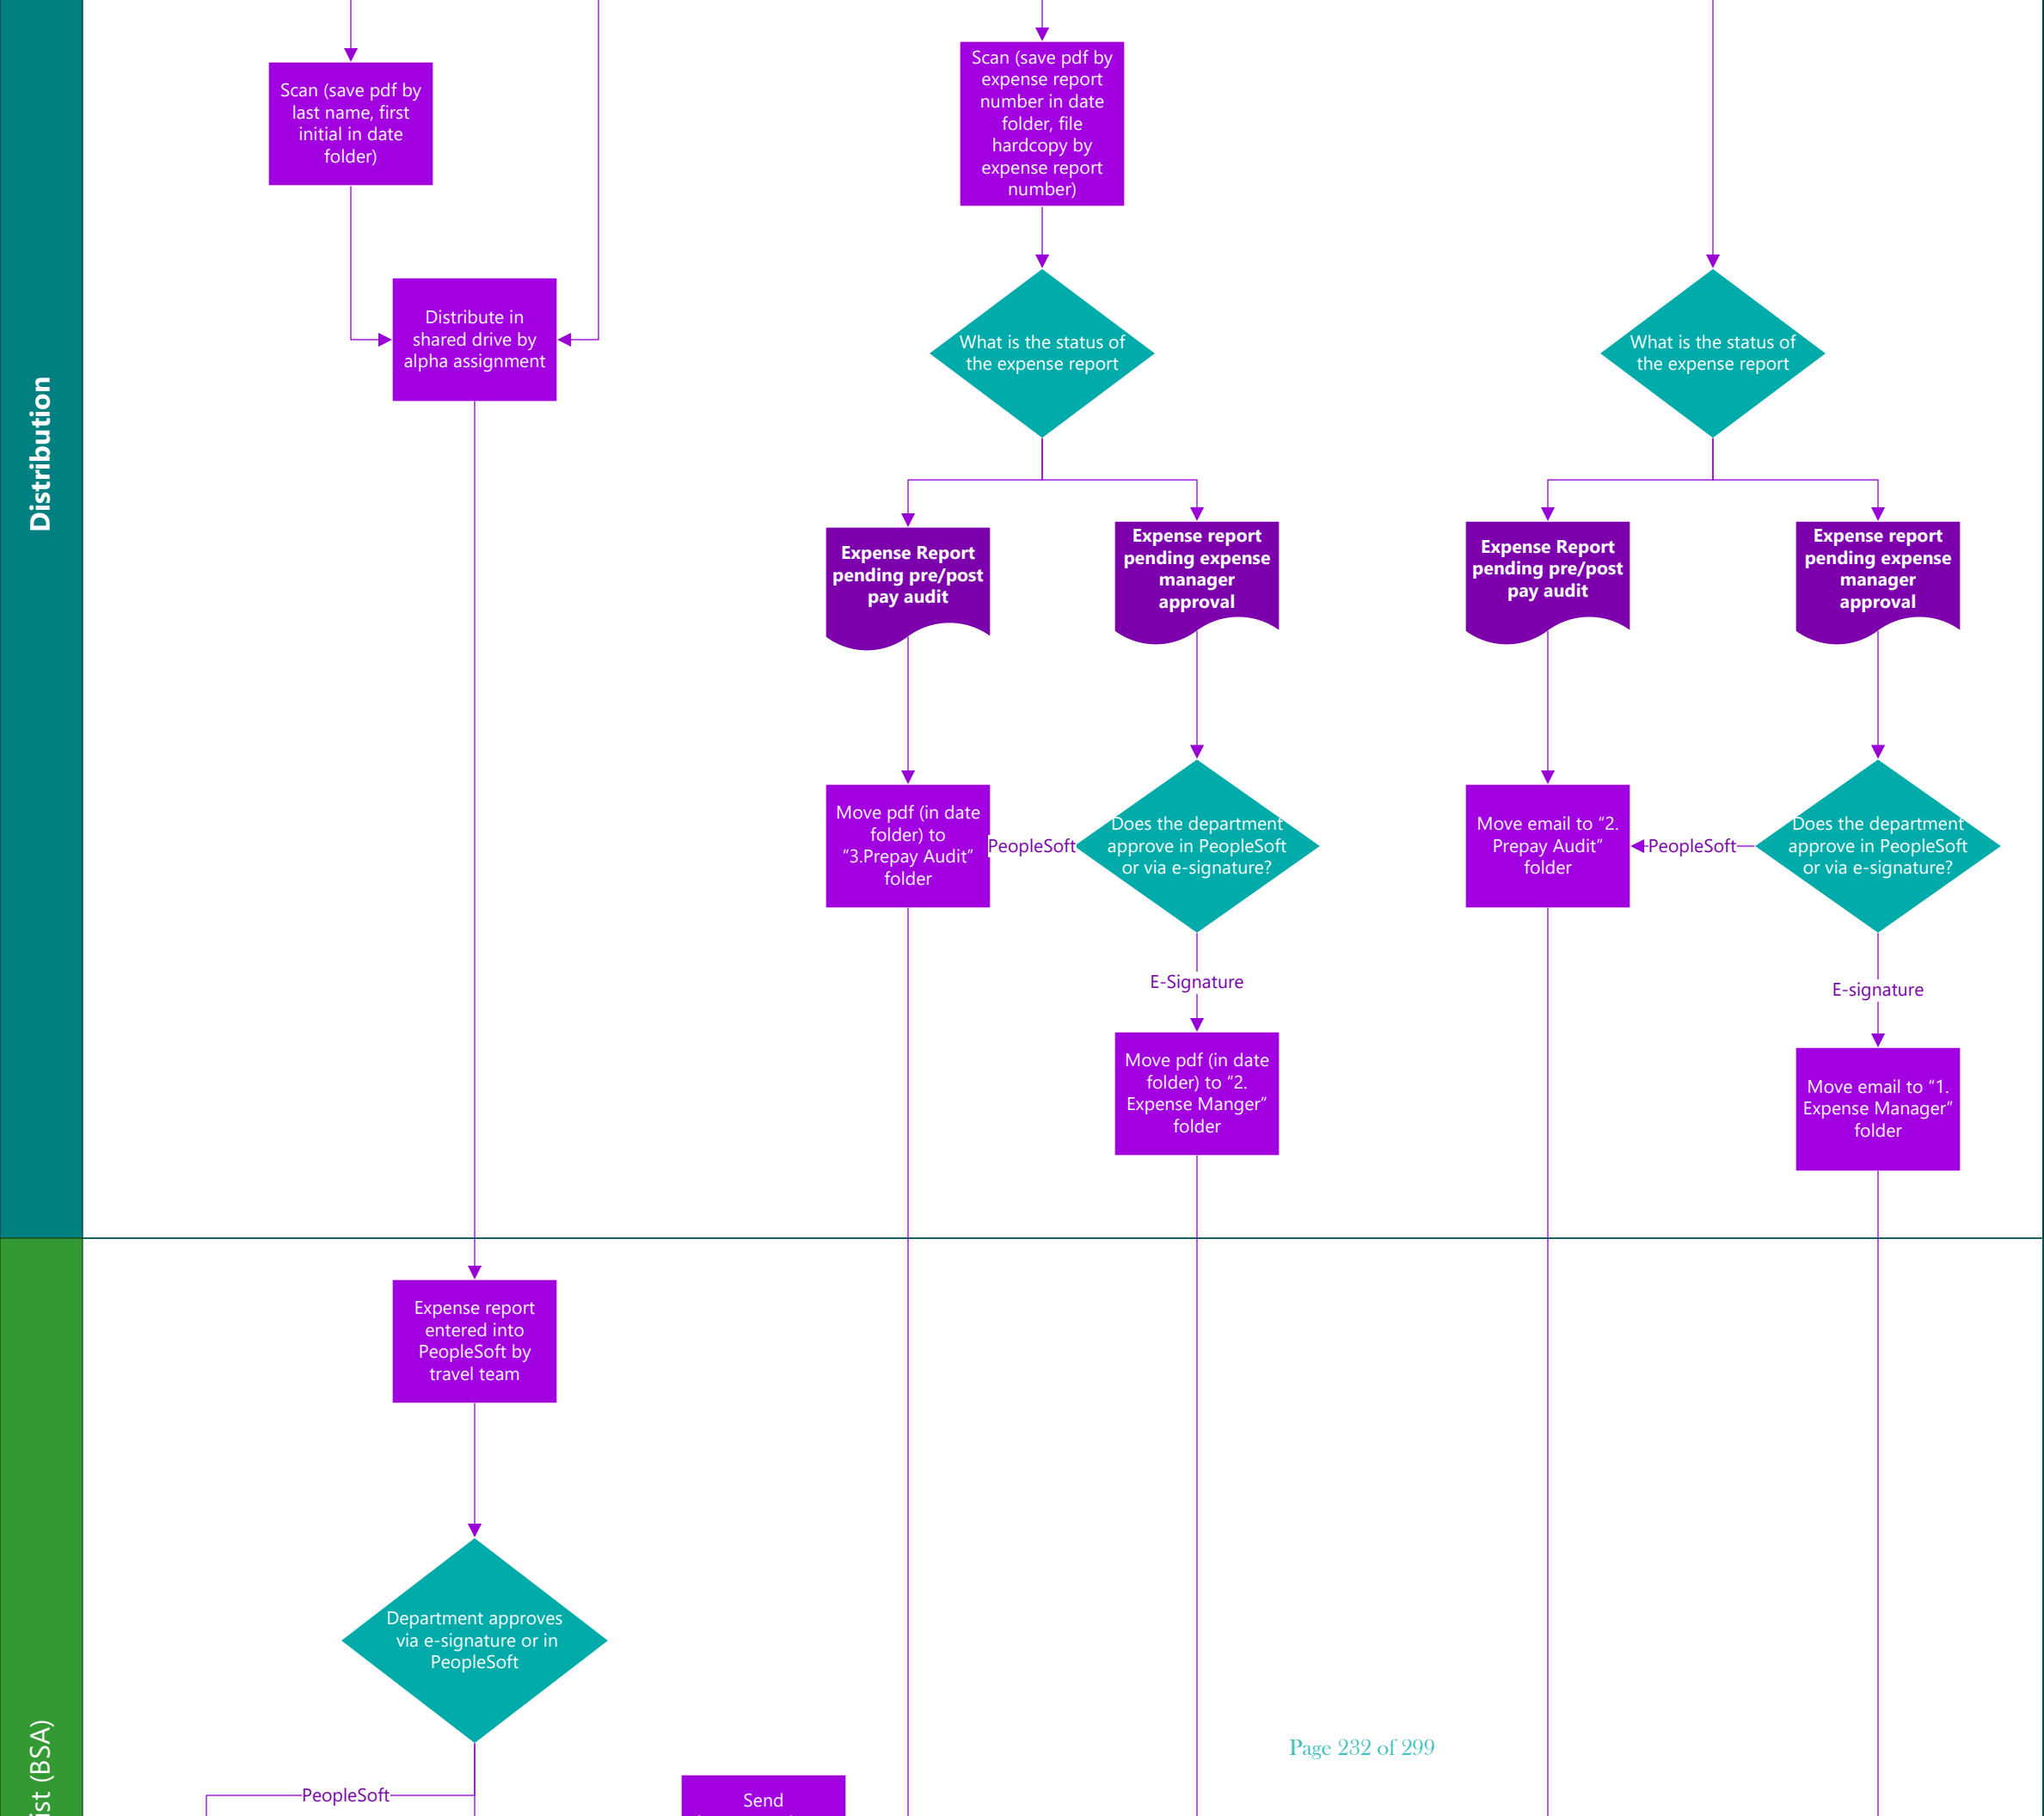 Distribution
Scan (save pdf by
last name, first
initial in date
folder)
Scan (save pdf by
expense report
number in date
folder, file
hardcopy by
expense report
number)
Distribute in
shared drive by
alpha assignment
What is the status of
the expense report
What is the status of
the expense report
Expense Report
pending pre/post
pay audit
Expense report
pending expense
manager
approval
Expense Report
pending pre/post
pay audit
Expense report
pending expense
manager
approval
Move pdf (in date
folder) to
“3.Prepay Audit”
folder
PeopleSoft
Does the department
approve in PeopleSoft
or via e-signature?
Move email to “2.
Prepay Audit”
folder
PeopleSoft
Does the department
approve in PeopleSoft
or via e-signature?
E-Signature
E-signature
Move pdf (in date
folder) to “2.
Expense Manger”
folder
Move email to “1.
Expense Manager”
folder
Expense report
entered into
PeopleSoft by
travel team
Department approves
via e-signature or in
PeopleSoft
ist (BSA)
Page 232 of 299
PeopleSoft
Send